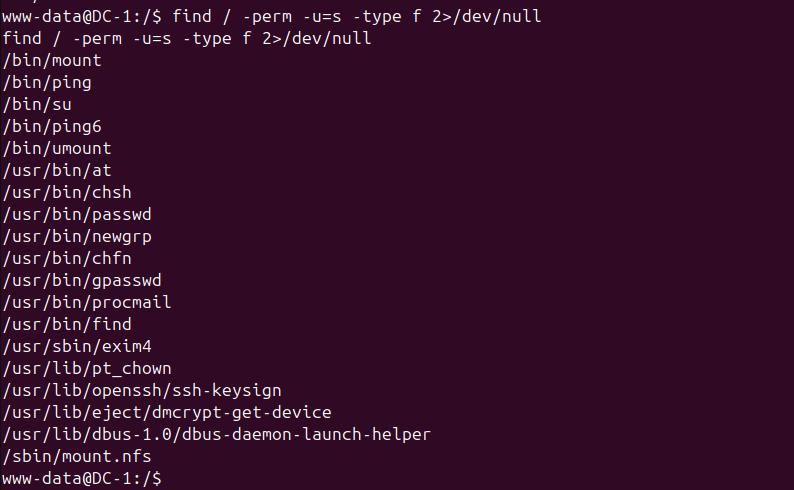 www-data@DC-1:/$ find / -perm -u=s -type f 2>/dev/null
find / -perm -u=s -type f 2>/dev/null
/bin/mount
/bin/ping
/bin/su
/bin/ping6
/bin/umount
/usr/bin/at
/usr/bin/chsh
/usr/bin/passwd
/usr/bin/newgrp
/usr/bin/chfn
/usr/bin/gpasswd
/usr/bin/procmail
/usr/bin/find
/usr/sbin/exim4
/usr/lib/pt_chown
/usr/lib/openssh/ssh-keysign
/usr/lib/eject/dmcrypt-get-device
/usr/lib/dbus-1.0/dbus-daemon-launch-helper
/sbin/mount.nfs
www-data@DC-1:/$